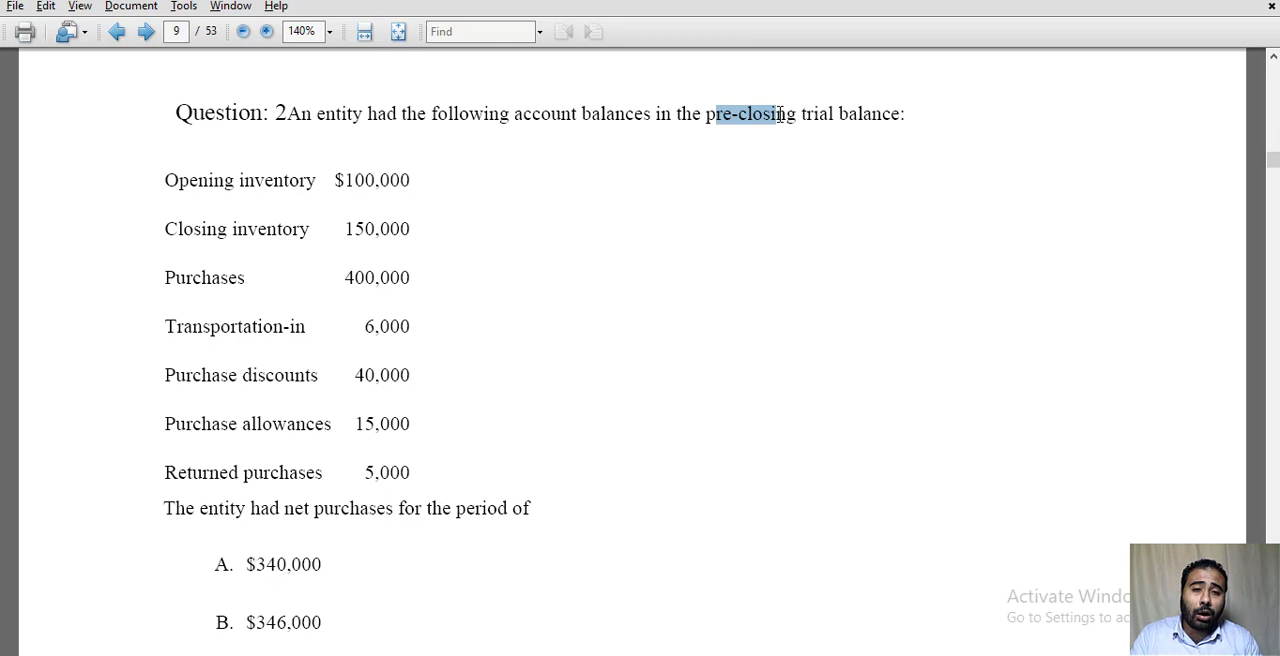 File Edit View Document Tools Window Help
9 / 53 140% Find
Question: 2An entity had the following account balances in the pre-closing trial balance:
Opening inventory $100,000
Closing inventory 150,000
Purchases 400,000
Transportation-in 6,000
Purchase discounts 40,000
Purchase allowances 15,000
Returned purchases 5,000
The entity had net purchases for the period of
A. $340,000
B. $346,000
Activate Windo
Go to Settings to ac